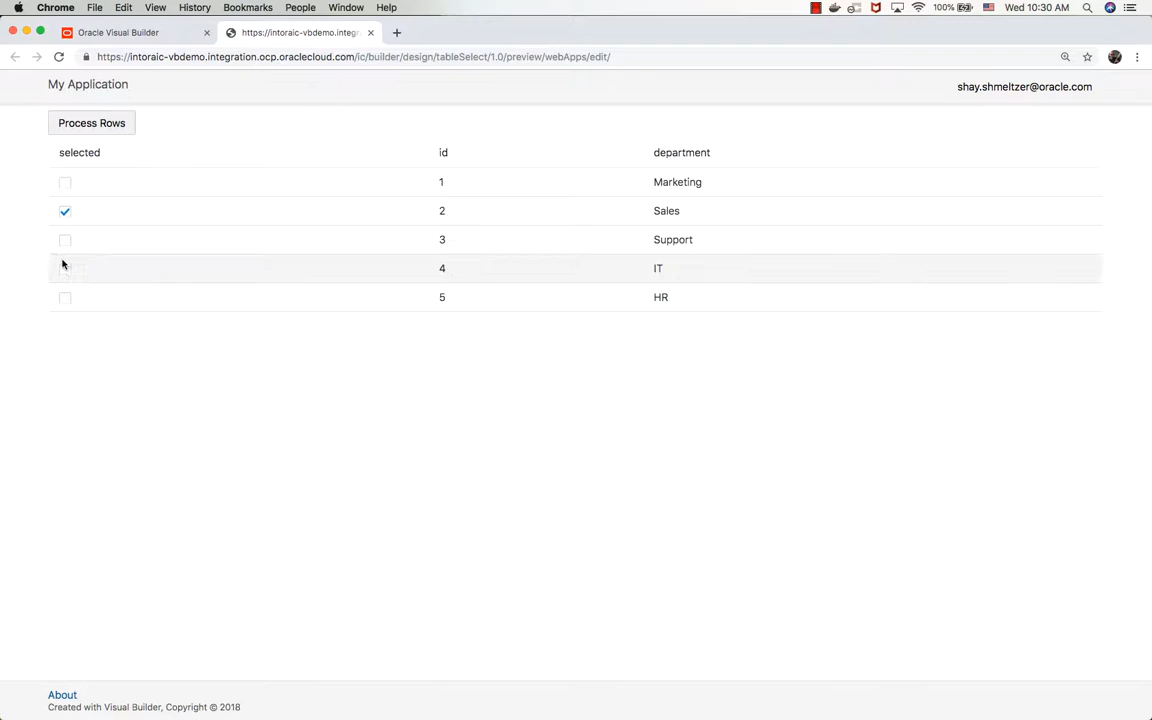 Chrome File Edit View History Bookmarks People Window Help 100% Wed 10:30 AM
Oracle Visual Builder https://intoraic-vbdemo.integr
https://intoraic-vbdemo.integration.ocp.oraclecloud.com/ic/builder/design/tableSelect/1.0/preview/webApps/edit/
My Application shay.shmeltzer@oracle.com
Process Rows
selected id department
1 Marketing
2 Sales
3 Support
4 IT
5 HR
About
Created with Visual Builder, Copyright © 2018